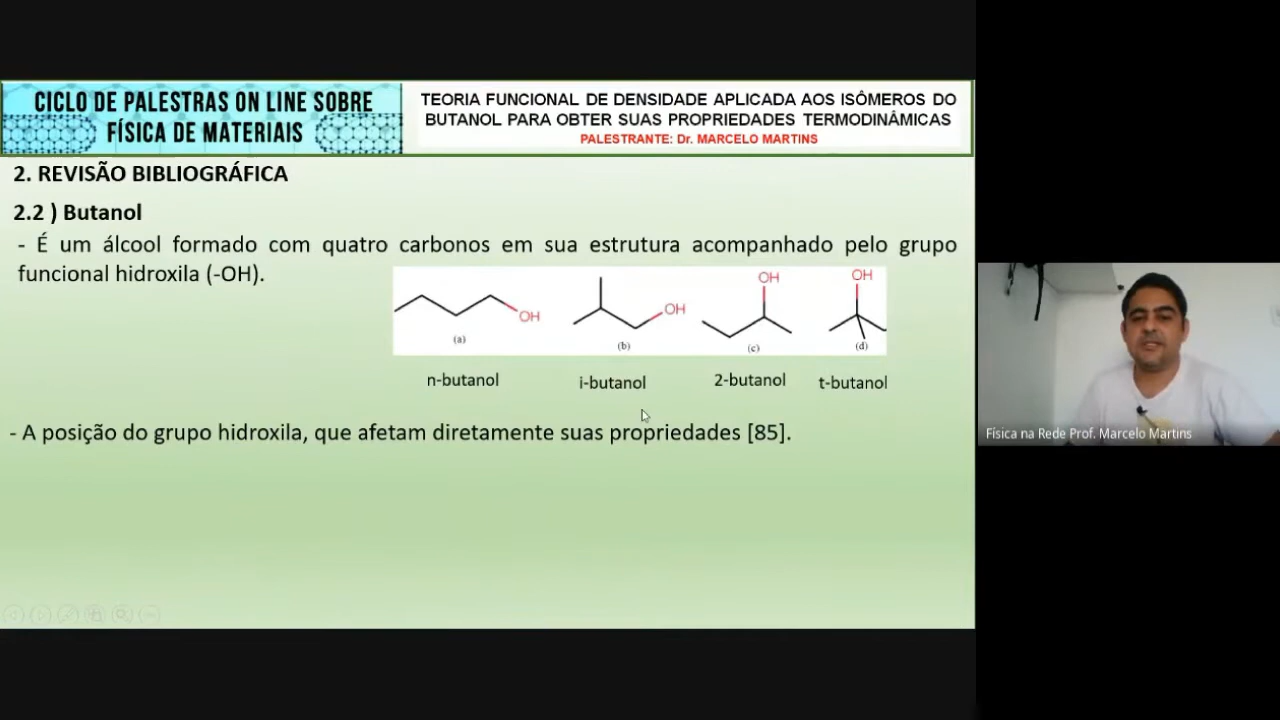 CICLO DE PALESTRAS ON LINE SOBRE
FÍSICA DE MATERIAIS
TEORIA FUNCIONAL DE DENSIDADE APLICADA AOS ISÔMEROS DO
BUTANOL PARA OBTER SUAS PROPRIEDADES TERMODINÂMICAS
PALESTRANTE: Dr. MARCELO MARTINS
2. REVISÃO BIBLIOGRÁFICA
2.2 ) Butanol
- É um álcool formado com quatro carbonos em sua estrutura acompanhado pelo grupo
funcional hidroxila (-OH).
OH
OH
OH
OH
(a)
(b)
(c)
(d)
n-butanol
i-butanol
2-butanol
t-butanol
- A posição do grupo hidroxila, que afetam diretamente suas propriedades [85].
Física na Rede Prof. Marcelo Martins